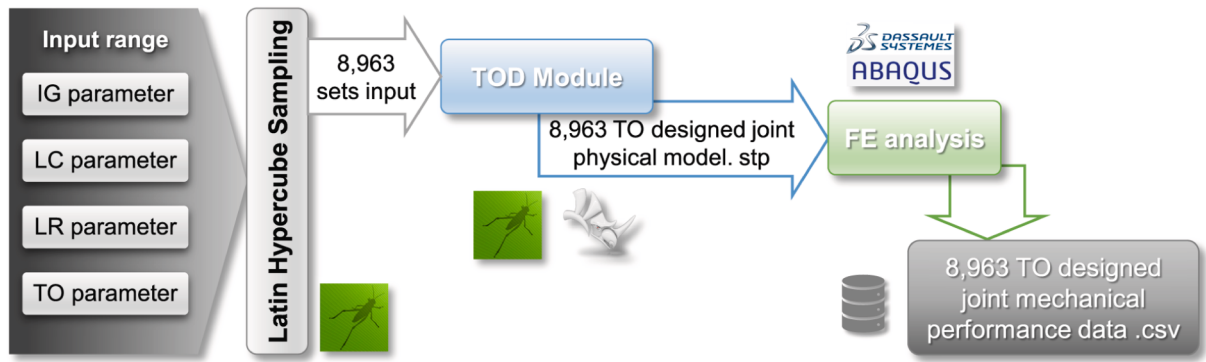 Input range
IG parameter
LC parameter
LR parameter
TO parameter
Latin Hypercube Sampling
8,963
sets input
TOD Module
8,963 TO designed joint
physical model. stp
DASSAULT
SYSTEMES
ABAQUS
FE analysis
8,963 TO designed
joint mechanical
performance data .csv